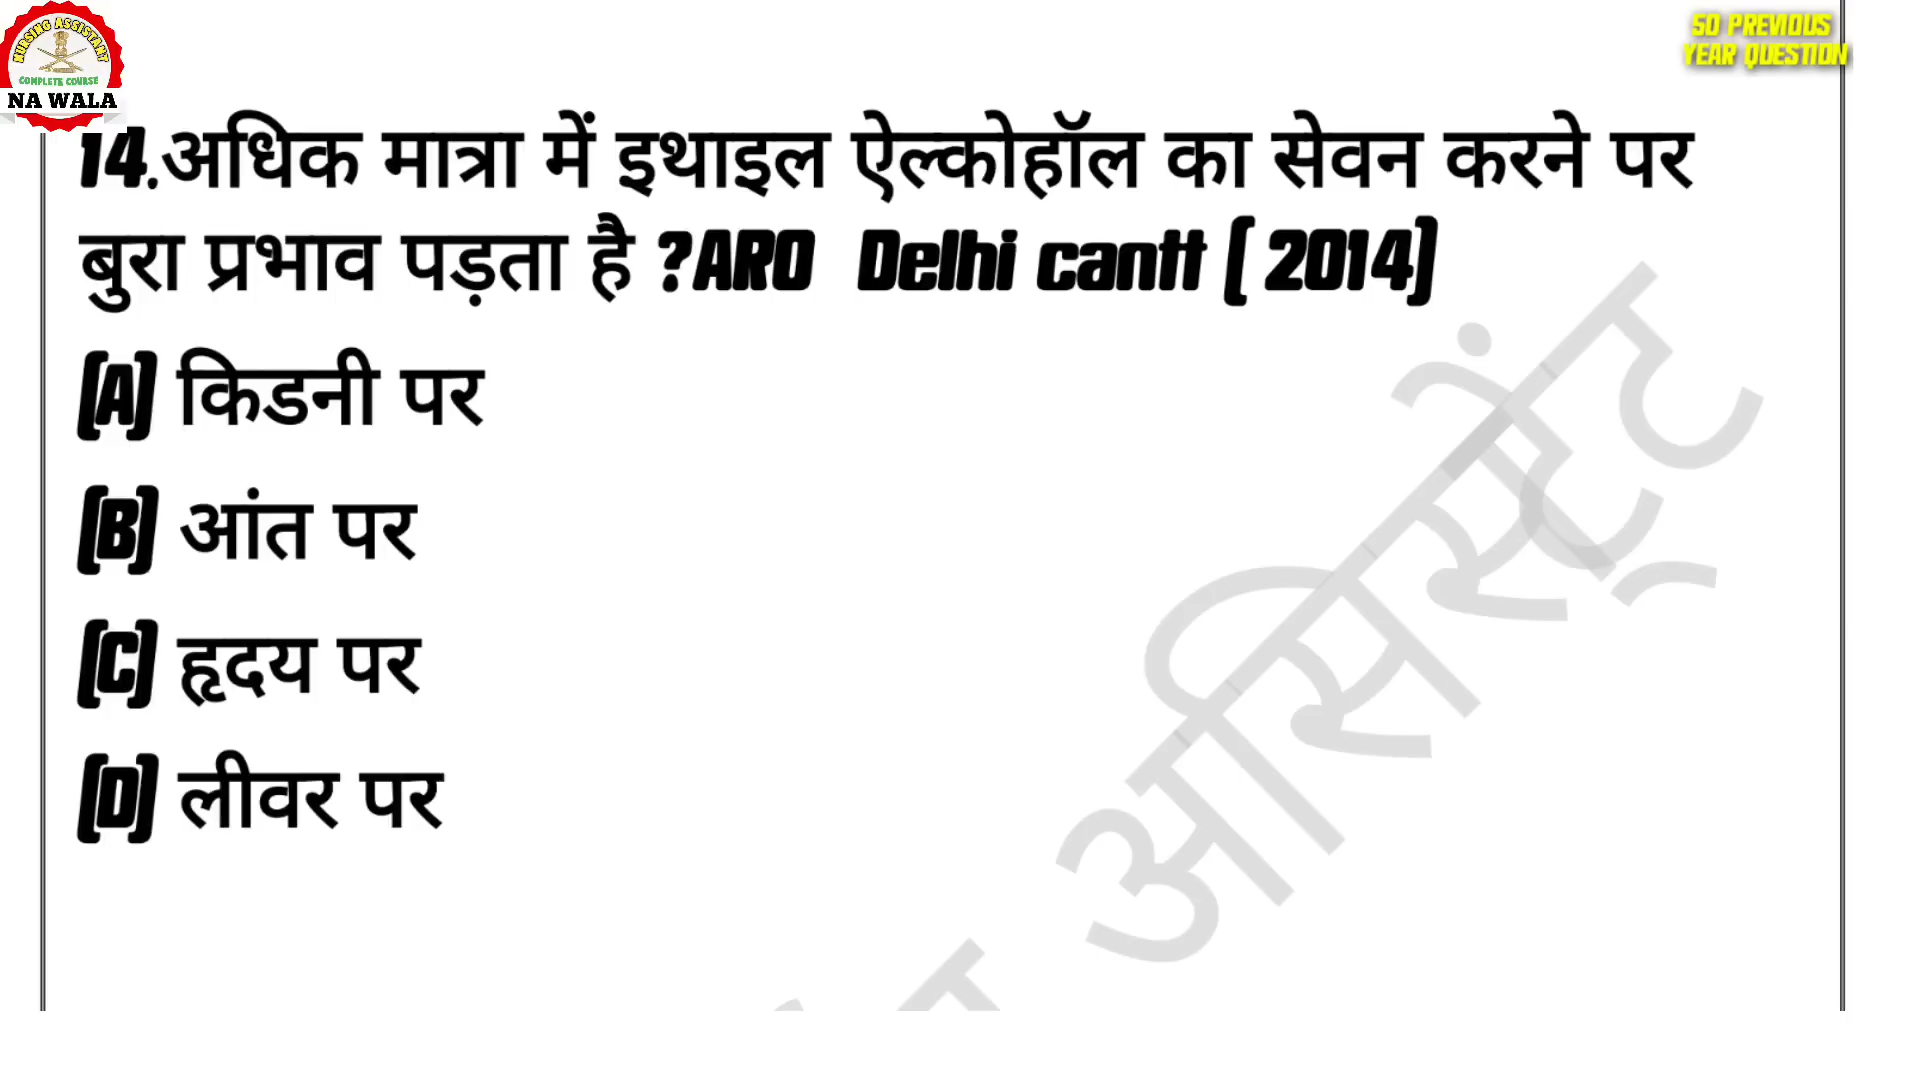 NURSING ASSISTANT
COMPLETE COURSE
NA WALA
50 PREVIOUS
YEAR QUESTION
14.अधिक मात्रा में इथाइल ऐल्कोहॉल का सेवन करने पर
बुरा प्रभाव पड़ता है ?ARO Delhi cantt ( 2014)
(A) किडनी पर
(B) आंत पर
(C) हृदय पर
(D) लीवर पर
असिस्ट्रेंट